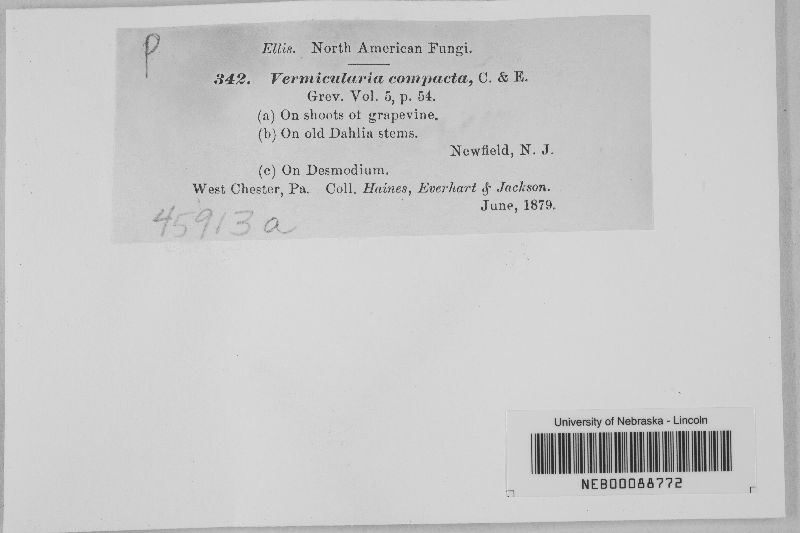 P
Ellis. North American Fungi.
342. Vermicularia compacta, C. & E.
Grev. Vol. 5, p. 54.
(a) On shoots of grapevine.
(b) On old Dahlia stems.
Newfield, N. J.
(c) On Desmodium.
West Chester, Pa. Coll. Haines, Everhart & Jackson.
June, 1879.
45913a
University of Nebraska - Lincoln
NEB00088772